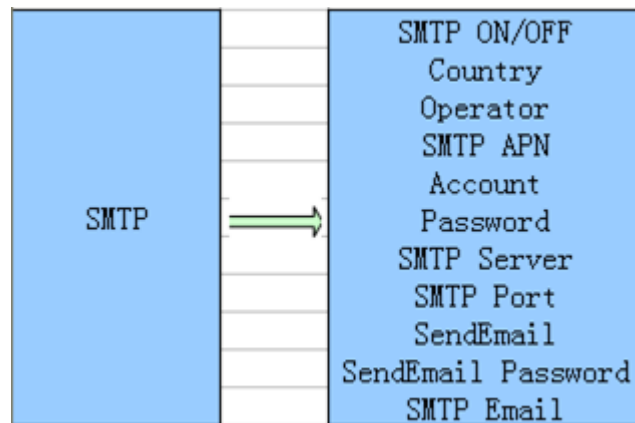 SMTP
SMTP ON/OFF
Country
Operator
SMTP APN
Account
Password
SMTP Server
SMTP Port
SendEmail
SendEmail Password
SMTP Email